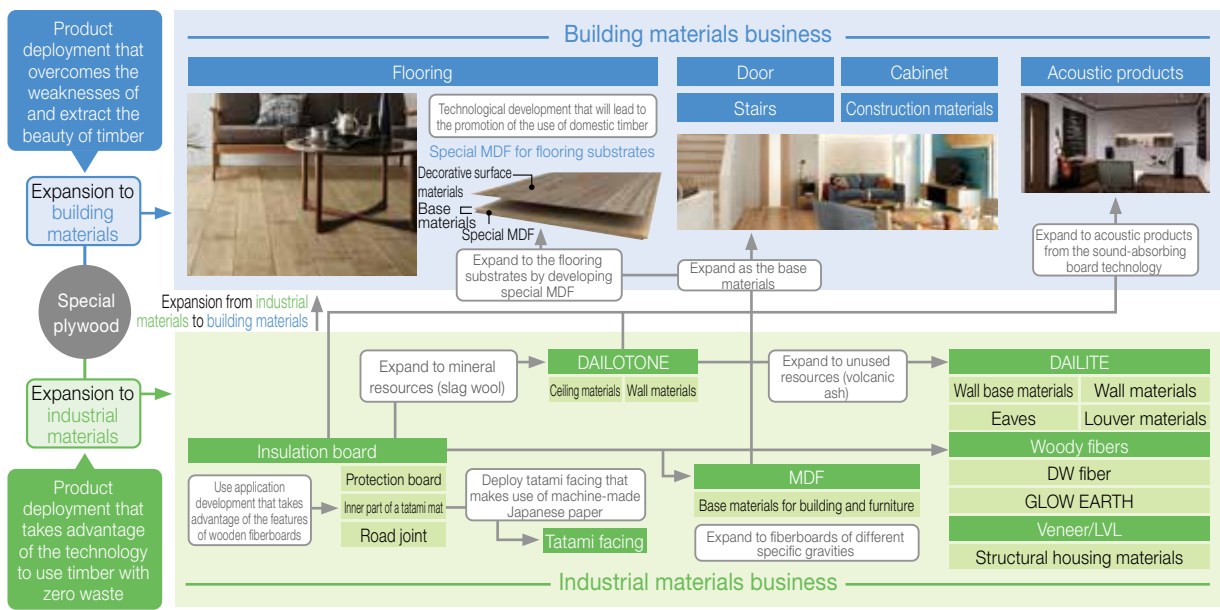 Product
deployment that
overcomes the
weaknesses of
and extract the
beauty of timber
Expansion to
building
materials
Special
plywood
Expansion to
industrial
materials
Product
deployment that
takes advantage
of the technology
to use timber with
zero waste
Building materials business
Flooring
Technological development that will lead to
the promotion of the use of domestic timber
Special MDF for flooring substrates
Decorative surface
materials
Base
materials
Special MDF
Expand to the flooring
substrates by developing
special MDF
Door
Cabinet
Stairs
Construction materials
Expand as the base
materials
Acoustic products
Expand to acoustic products
from the sound-absorbing
board technology
Expansion from industrial
materials to building materials
Expand to mineral
resources (slag wool)
DAILOTONE
Ceiling materials
Wall materials
Expand to unused
resources (volcanic
ash)
DAILITE
Wall base materials
Wall materials
Eaves
Louver materials
Woody fibers
DW fiber
GLOW EARTH
Veneer/LVL
Structural housing materials
Insulation board
Use application
development that takes
advantage of the features
of wooden fiberboards
Protection board
Inner part of a tatami mat
Road joint
Deploy tatami facing that
makes use of machine-made
Japanese paper
Tatami facing
MDF
Base materials for building and furniture
Expand to fiberboards of different
specific gravities
Industrial materials business